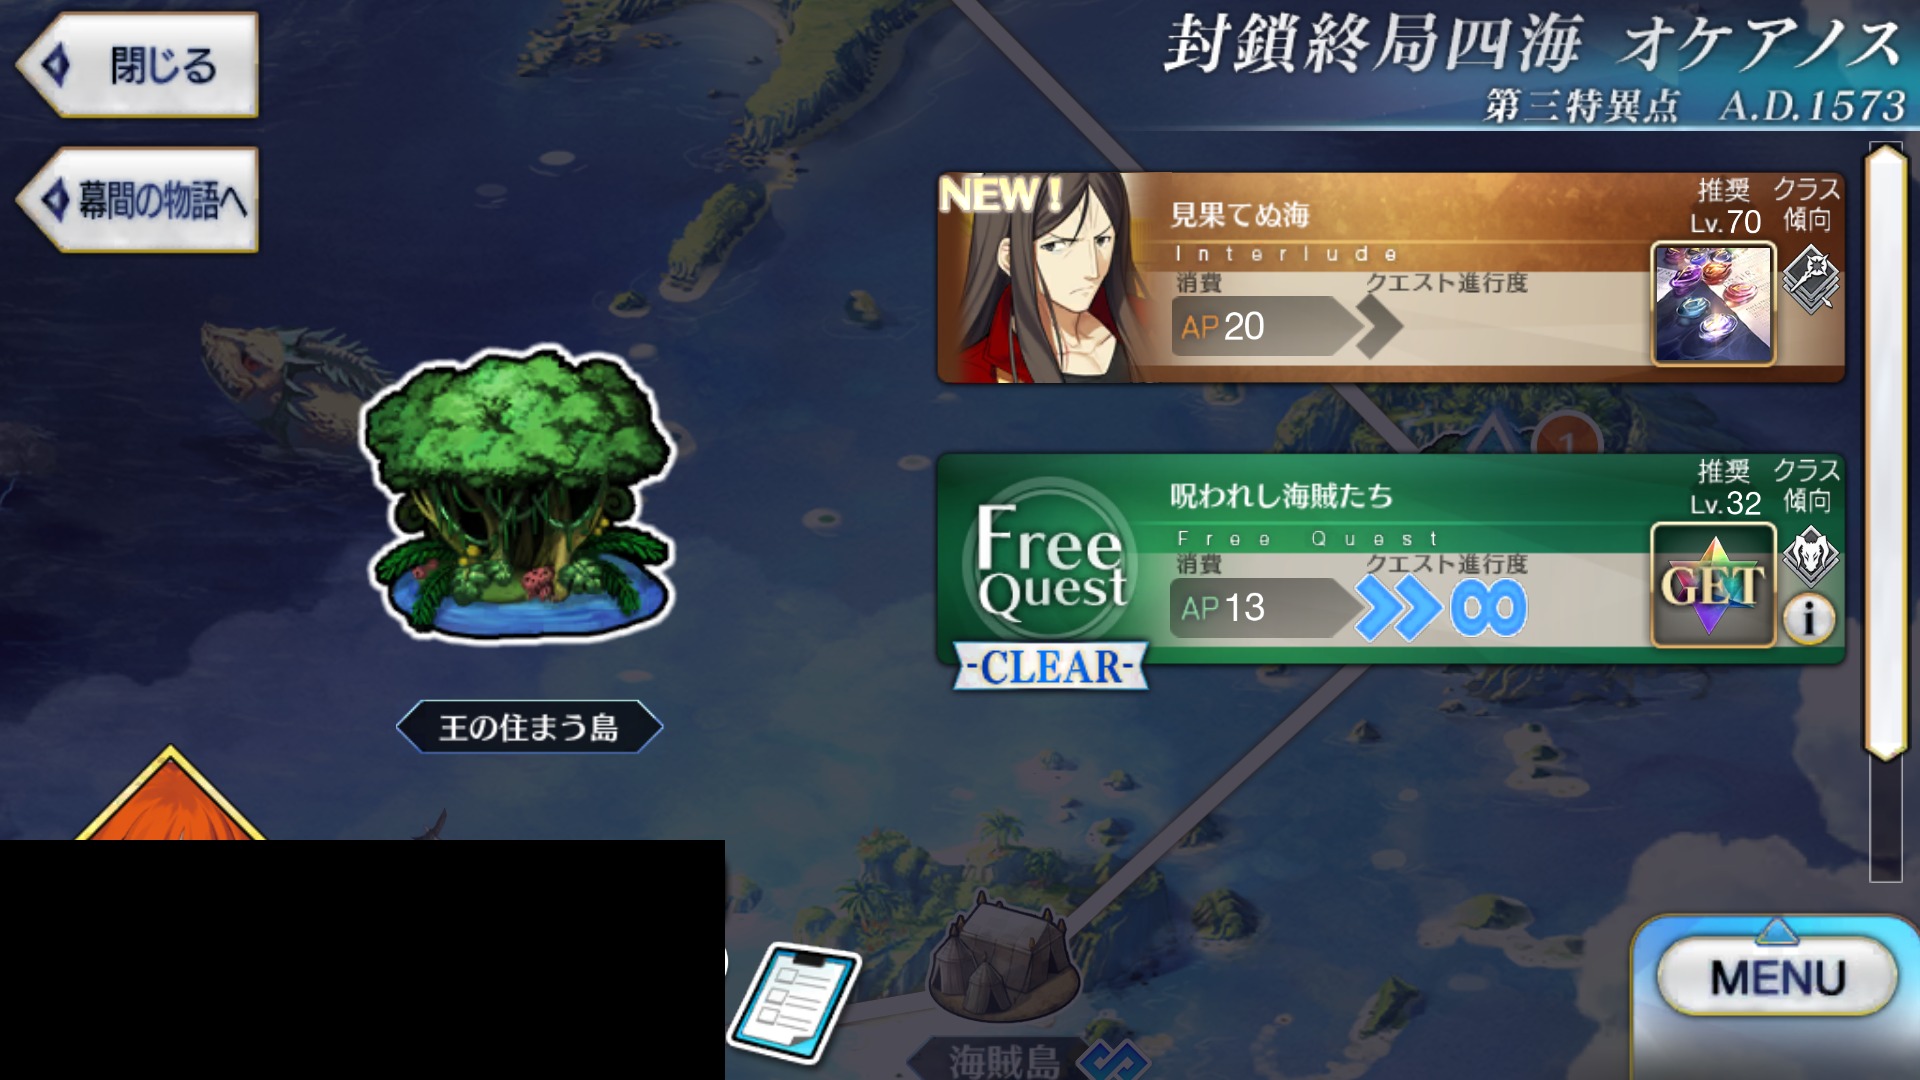 閉じる
幕間の物語へ
封鎖終局四海 オケアノス
第三特異点 A.D.1573
NEW!
見果てぬ海
Interlude
推奨
Lv.70
クラス
傾向
消費
クエスト進行度
AP20
1
Free
Quest
-CLEAR-
呪われし海賊たち
Free Quest
推奨
Lv.32
クラス
傾向
消費
クエスト進行度
AP13
∞
GET
i
王の住まう島
海賊島
MENU